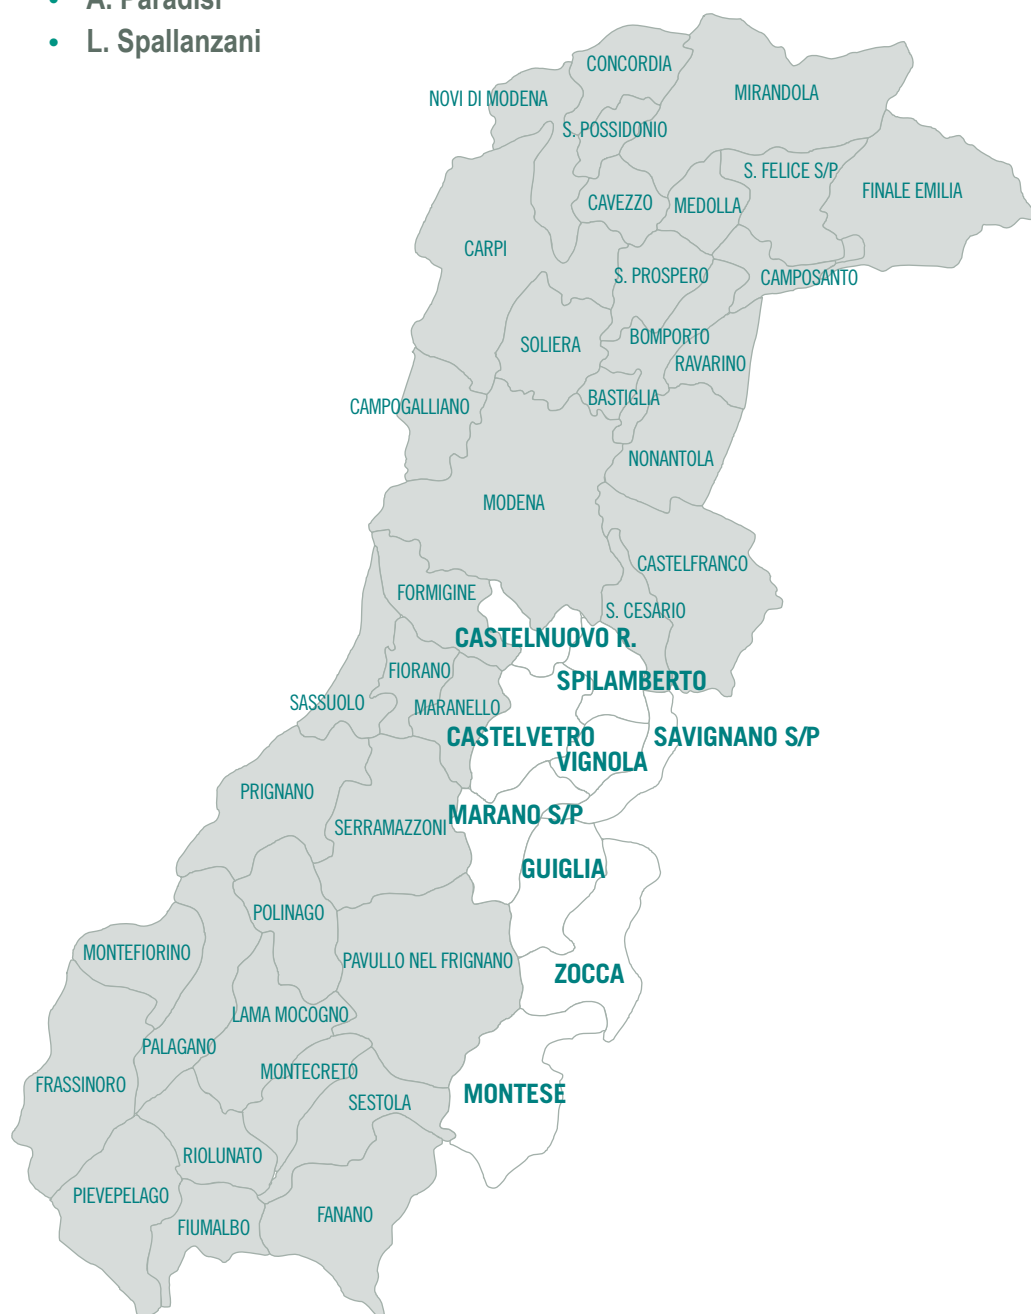 • A. Paradisi
• L. Spallanzani
CONCORDIA
NOVI DI MODENA
MIRANDOLA
S. POSSIDONIO
S. FELICE S/P
FINALE EMILIA
CAVEZZO
MEDOLLA
CARPI
S. PROSPERO
CAMPOSANTO
SOLIERA
BOMPORTO
RAVARINO
BASTIGLIA
CAMPOGALLIANO
NONANTOLA
MODENA
CASTELFRANCO
FORMIGINE
S. CESARIO
CASTELNUOVO R.
FIORANO
SPILAMBERTO
SASSUOLO
MARANELLO
CASTELVETRO
SAVIGNANO S/P
VIGNOLA
PRIGNANO
MARANO S/P
SERRAMAZZONI
GUIGLIA
POLINAGO
MONTEFIORINO
PAVULLO NEL FRIGNANO
ZOCCA
LAMA MOCOGNO
PALAGANO
MONTECRETO
FRASSINORO
MONTESE
SESTOLA
RIOLUNATO
PIEVEPELAGO
FANANO
FIUMALBO